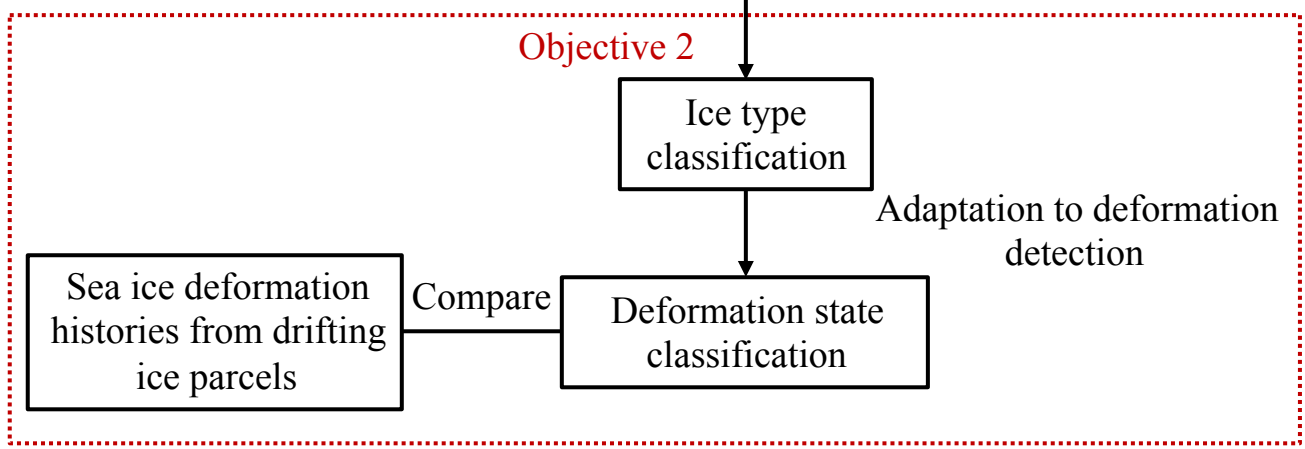 Objective 2
Ice type
classification
Adaptation to deformation
detection
Sea ice deformation
histories from drifting
ice parcels
Compare
Deformation state
classification